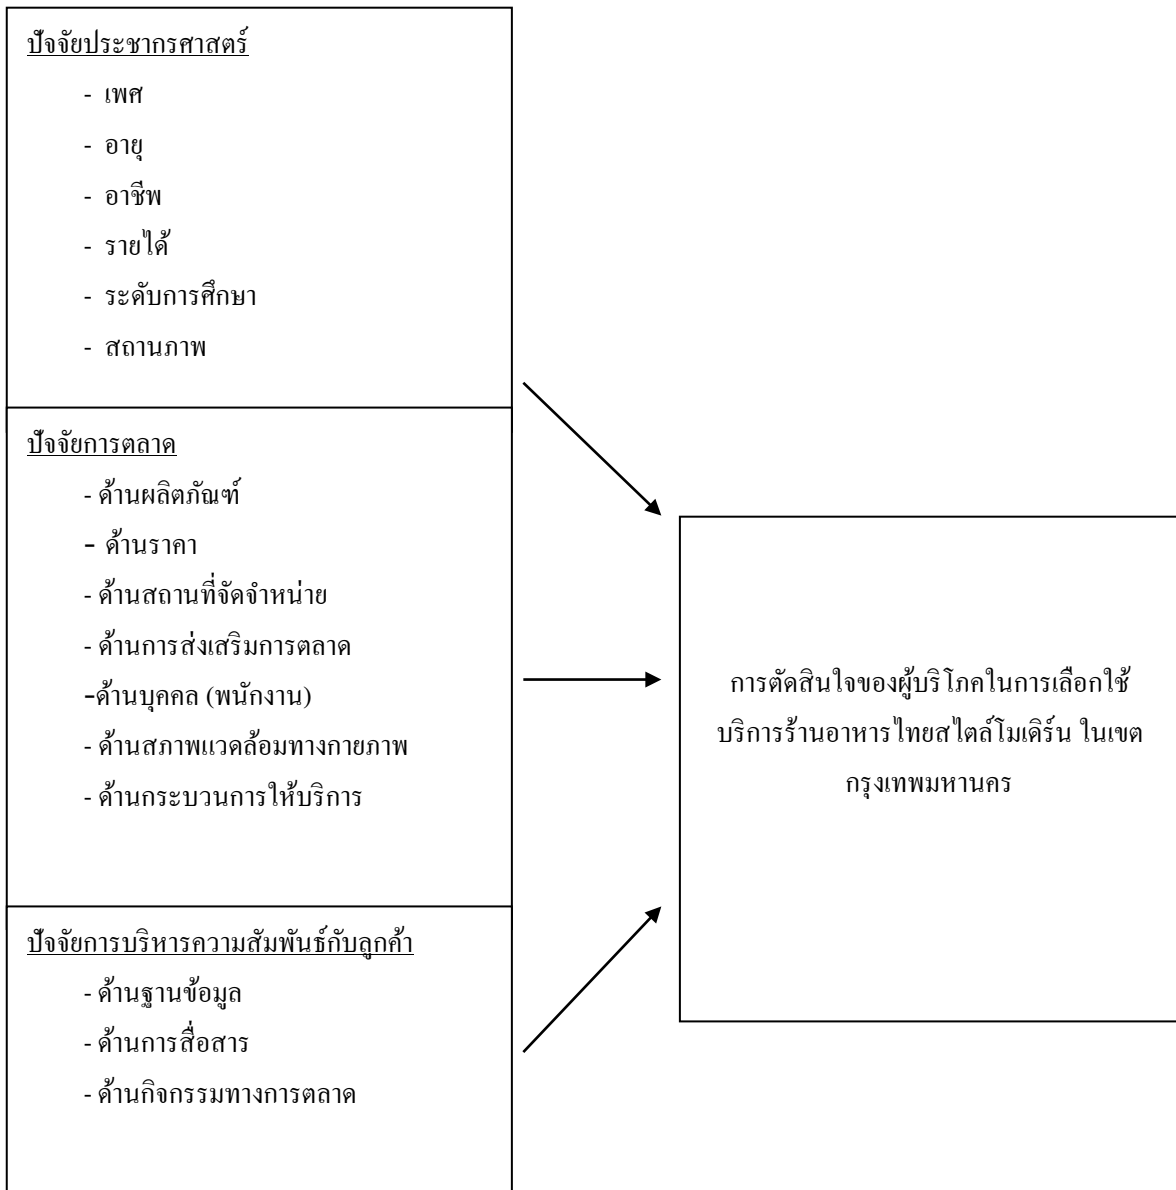 ปัจจัยประชากรศาสตร์
- เพศ
- อายุ
- อาชีพ
- รายได้
- ระดับการศึกษา
- สถานภาพ
ปัจจัยการตลาด
- ด้านผลิตภัณฑ์
- ด้านราคา
- ด้านสถานที่จัดจำหน่าย
- ด้านการส่งเสริมการตลาด
-ด้านบุคคล (พนักงาน)
- ด้านสภาพแวดล้อมทางกายภาพ
- ด้านกระบวนการให้บริการ
ปัจจัยการบริหารความสัมพันธ์กับลูกค้า
- ด้านฐานข้อมูล
- ด้านการสื่อสาร
- ด้านกิจกรรมทางการตลาด
การตัดสินใจของผู้บริโภคในการเลือกใช้
บริการร้านอาหารไทยสไตล์โมเดิร์น ในเขต
กรุงเทพมหานคร